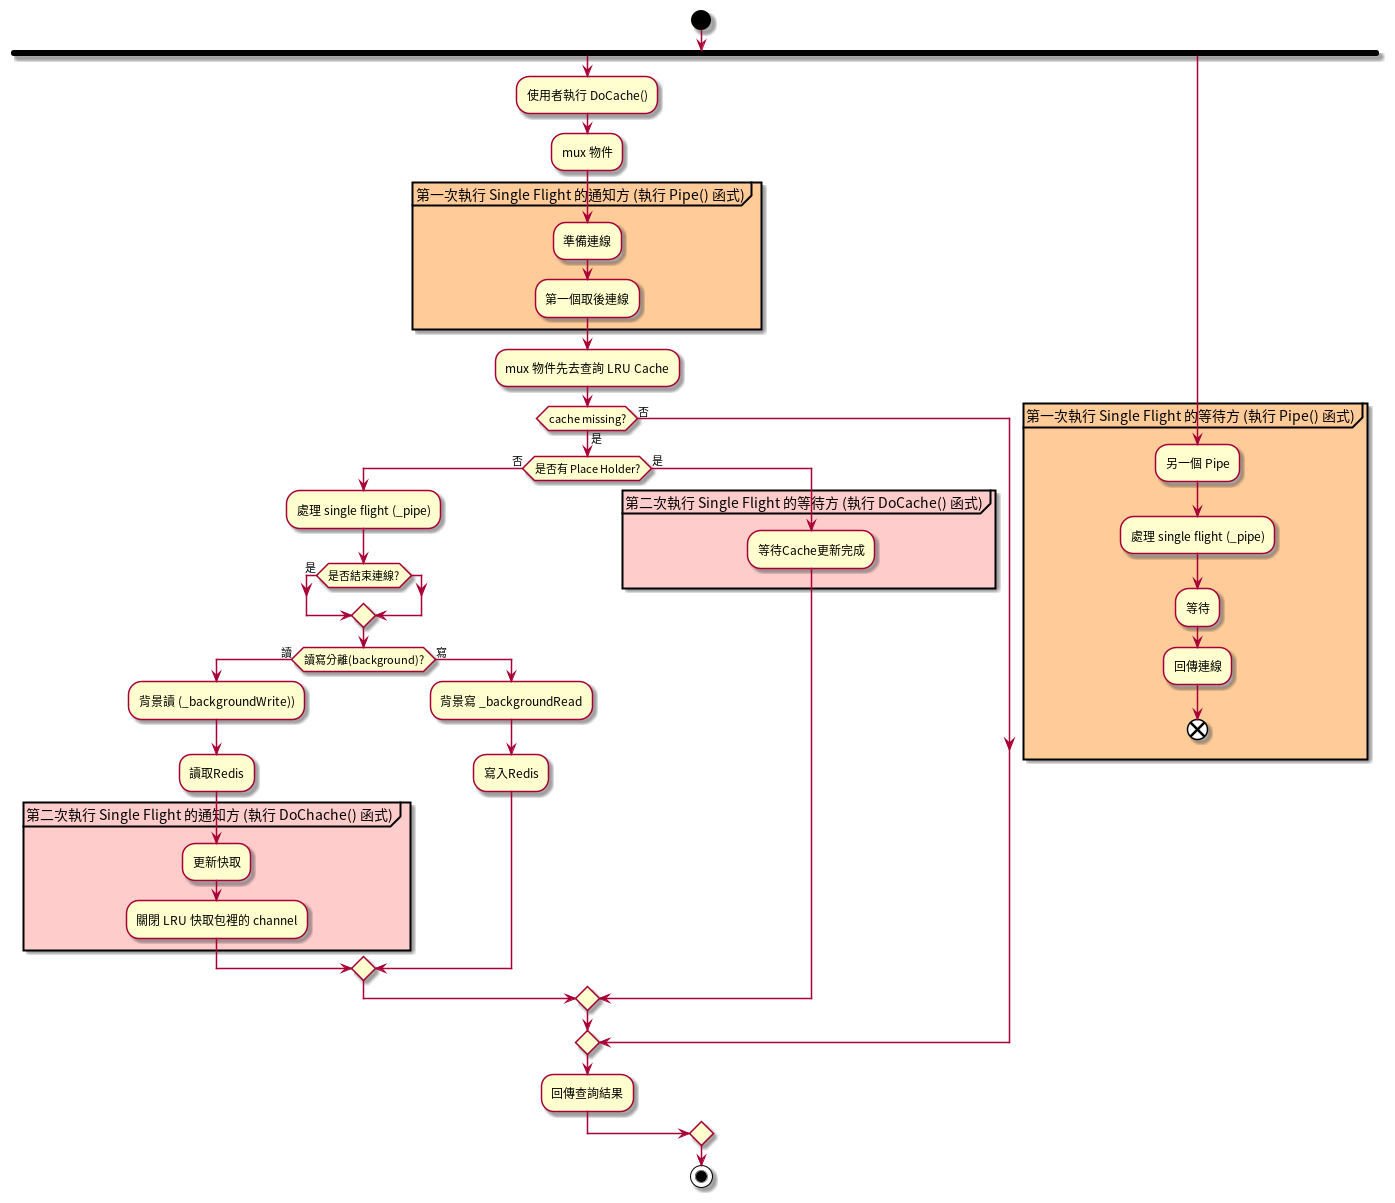 使用者執行 DoCache()
mux 物件
第一次執行 Single Flight 的通知方 (執行 Pipe() 函式)
準備連線
第一個取後連線
mux 物件先去查詢 LRU Cache
cache missing?
否
是
是否有 Place Holder?
否
是
處理 single flight (_pipe)
是否結束連線?
是
讀寫分離(background)?
讀
寫
背景讀 (_backgroundWrite))
讀取Redis
第二次執行 Single Flight 的通知方 (執行 DoChache() 函式)
更新快取
關閉 LRU 快取包裡的 channel
背景寫 _backgroundRead
寫入Redis
第二次執行 Single Flight 的等待方 (執行 DoCache() 函式)
等待Cache更新完成
回傳查詢結果
第一次執行 Single Flight 的等待方 (執行 Pipe() 函式)
另一個 Pipe
處理 single flight (_pipe)
等待
回傳連線